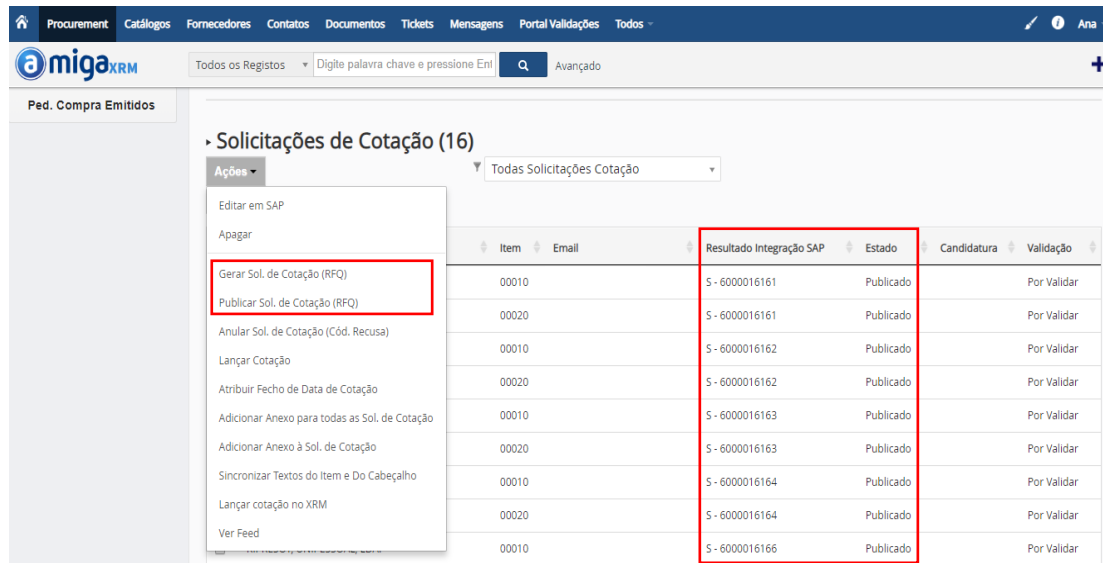 Procurement Catálogos Fornecedores Contatos Documentos Tickets Mensagens Portal Validações Todos Ana
amiga XRM Todos os Registos Digite palavra chave e pressione Ent Avançado
Ped. Compra Emitidos
Solicitações de Cotação (16)
Ações Todas Solicitações Cotação
Editar em SAP
Apagar
Item Email Resultado Integração SAP Estado Candidatura Validação
Gerar Sol. de Cotação (RFQ) 00010 S - 6000016161 Publicado Por Validar
Publicar Sol. de Cotação (RFQ)
00020 S - 6000016161 Publicado Por Validar
Anular Sol. de Cotação (Cód. Recusa)
00010 S - 6000016162 Publicado Por Validar
Lançar Cotação
00020 S - 6000016162 Publicado Por Validar
Atribuir Fecho de Data de Cotação
Adicionar Anexo para todas as Sol. de Cotação 00010 S - 6000016163 Publicado Por Validar
Adicionar Anexo à Sol. de Cotação 00020 S - 6000016163 Publicado Por Validar
Sincronizar Textos do Item e Do Cabeçalho 00010 S - 6000016164 Publicado Por Validar
Lançar cotação no XRM
00020 S - 6000016164 Publicado Por Validar
Ver Feed
00010 S - 6000016166 Publicado Por Validar